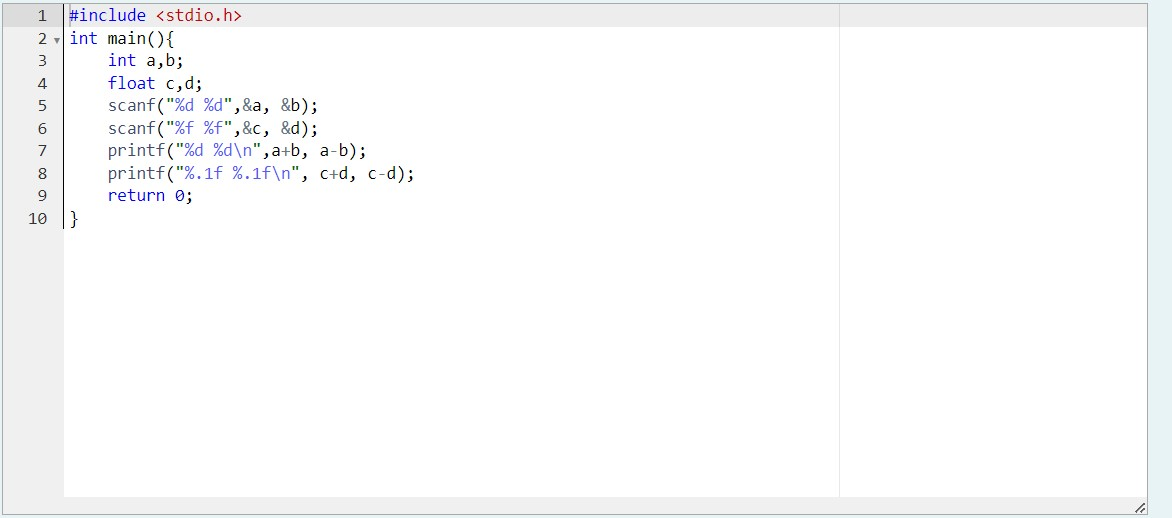 1 #include <stdio.h>
2 int main(){
3     int a,b;
4     float c,d;
5     scanf("%d %d",&a, &b);
6     scanf("%f %f",&c, &d);
7     printf("%d %d\n",a+b, a-b);
8     printf("%.1f %.1f\n", c+d, c-d);
9     return 0;
10 }